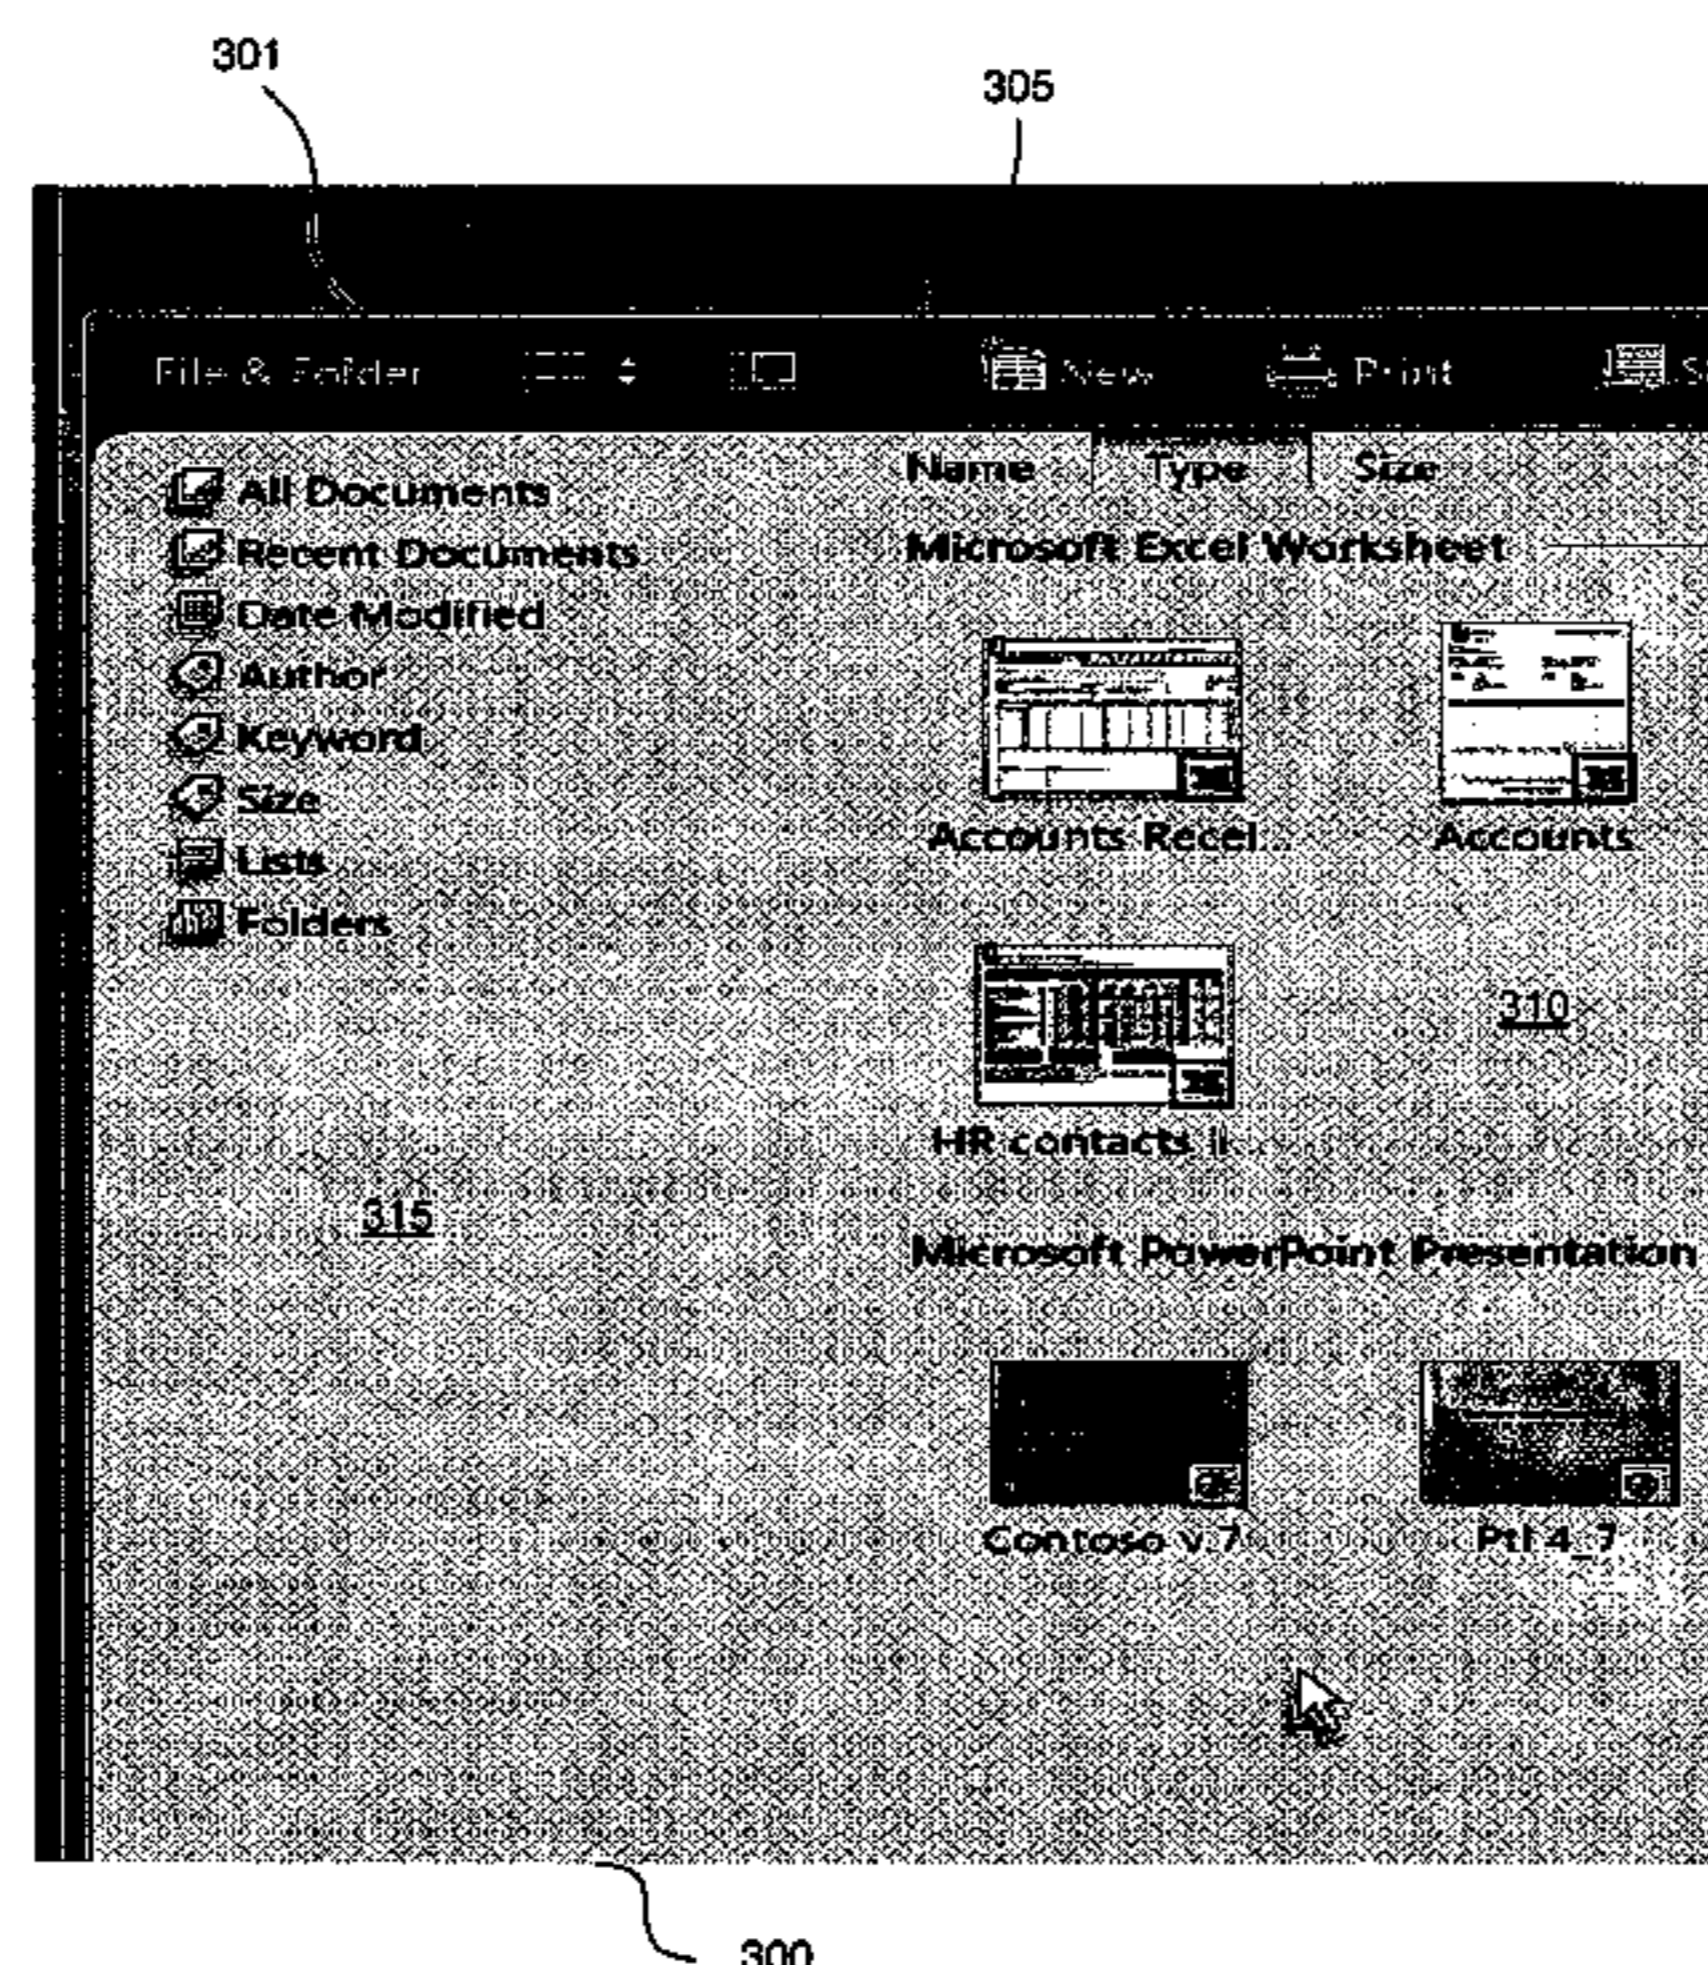 301
305
File & Folder New Print
Name Type Size
All Documents
Recent Documents
Date Modified
Author
Keyword
Size
Lists
Folders
Microsoft Excel Worksheet
Accounts Recei... Accounts
310
HR contacts li...
315
Microsoft PowerPoint Presentation
Contoso v.7 Ptl 4_7
300